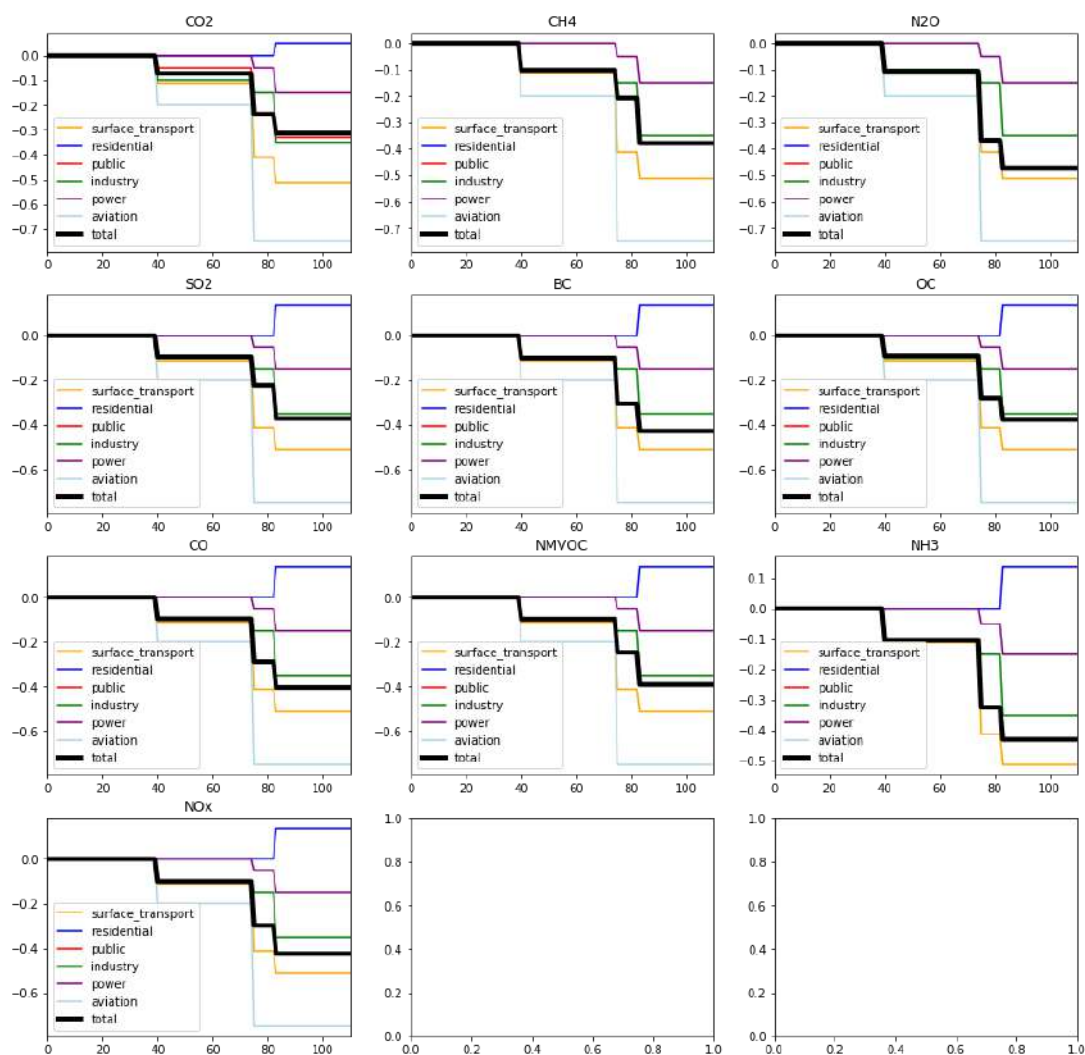 CO2
CH4
N2O
0.0
−0.1
−0.2
−0.3
−0.4
−0.5
−0.6
−0.7
surface_transport
residential
public
industry
power
aviation
total
0 20 40 60 80 100
0.0
−0.1
−0.2
−0.3
−0.4
−0.5
−0.6
−0.7
surface_transport
residential
public
industry
power
aviation
total
0 20 40 60 80 100
0.0
−0.1
−0.2
−0.3
−0.4
−0.5
−0.6
−0.7
surface_transport
residential
public
industry
power
aviation
total
0 20 40 60 80 100
SO2
BC
OC
0.0
−0.2
−0.4
−0.6
surface_transport
residential
public
industry
power
aviation
total
0 20 40 60 80 100
0.0
−0.2
−0.4
−0.6
surface_transport
residential
public
industry
power
aviation
total
0 20 40 60 80 100
0.0
−0.2
−0.4
−0.6
surface_transport
residential
public
industry
power
aviation
total
0 20 40 60 80 100
CO
NMVOC
NH3
0.0
−0.2
−0.4
−0.6
surface_transport
residential
public
industry
power
aviation
total
0 20 40 60 80 100
0.0
−0.2
−0.4
−0.6
surface_transport
residential
public
industry
power
aviation
total
0 20 40 60 80 100
0.1
0.0
−0.1
−0.2
−0.3
−0.4
−0.5
surface_transport
residential
public
industry
power
aviation
total
0 20 40 60 80 100
NOx
0.0
−0.2
−0.4
−0.6
surface_transport
residential
public
industry
power
aviation
total
0 20 40 60 80 100
1.0
0.8
0.6
0.4
0.2
0.0
0.0 0.2 0.4 0.6 0.8 1.0
1.0
0.8
0.6
0.4
0.2
0.0
0.0 0.2 0.4 0.6 0.8 1.0